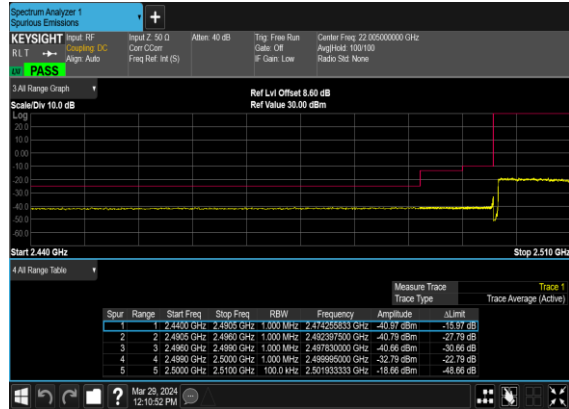 Spectrum Analyzer 1
Spurious Emissions
KEYSIGHT Input: RF Input Z: 50 Ω Atten: 40 dB Trig: Free Run Center Freq: 22.005000000 GHz
RLT Coupling: DC Corr CCorr Gate: Off Avg|Hold: 100/100
Align: Auto Freq Ref: Int (S) IF Gain: Low Radio Std: None
LW PASS
3 All Range Graph
Ref Lvl Offset 8.60 dB
Scale/Div 10.0 dB Ref Value 30.00 dBm
Log
20.0
10.0
0.00
-10.0
-20.0
-30.0
-40.0
-50.0
-60.0
Start 2.440 GHz Stop 2.510 GHz
4 All Range Table
Measure Trace Trace 1
Trace Type Trace Average (Active)
Spur Range Start Freq Stop Freq RBW Frequency Amplitude ΔLimit
1 1 2.4400 GHz 2.4905 GHz 1.000 MHz 2.474255833 GHz -40.97 dBm -15.97 dB
2 2 2.4905 GHz 2.4960 GHz 1.000 MHz 2.492397500 GHz -40.79 dBm -27.79 dB
3 3 2.4960 GHz 2.4990 GHz 1.000 MHz 2.497830000 GHz -40.66 dBm -30.66 dB
4 4 2.4990 GHz 2.5000 GHz 1.000 MHz 2.499995000 GHz -32.79 dBm -22.79 dB
5 5 2.5000 GHz 2.5100 GHz 100.0 kHz 2.501933333 GHz -18.66 dBm -48.66 dB
Mar 29, 2024
12:10:52 PM